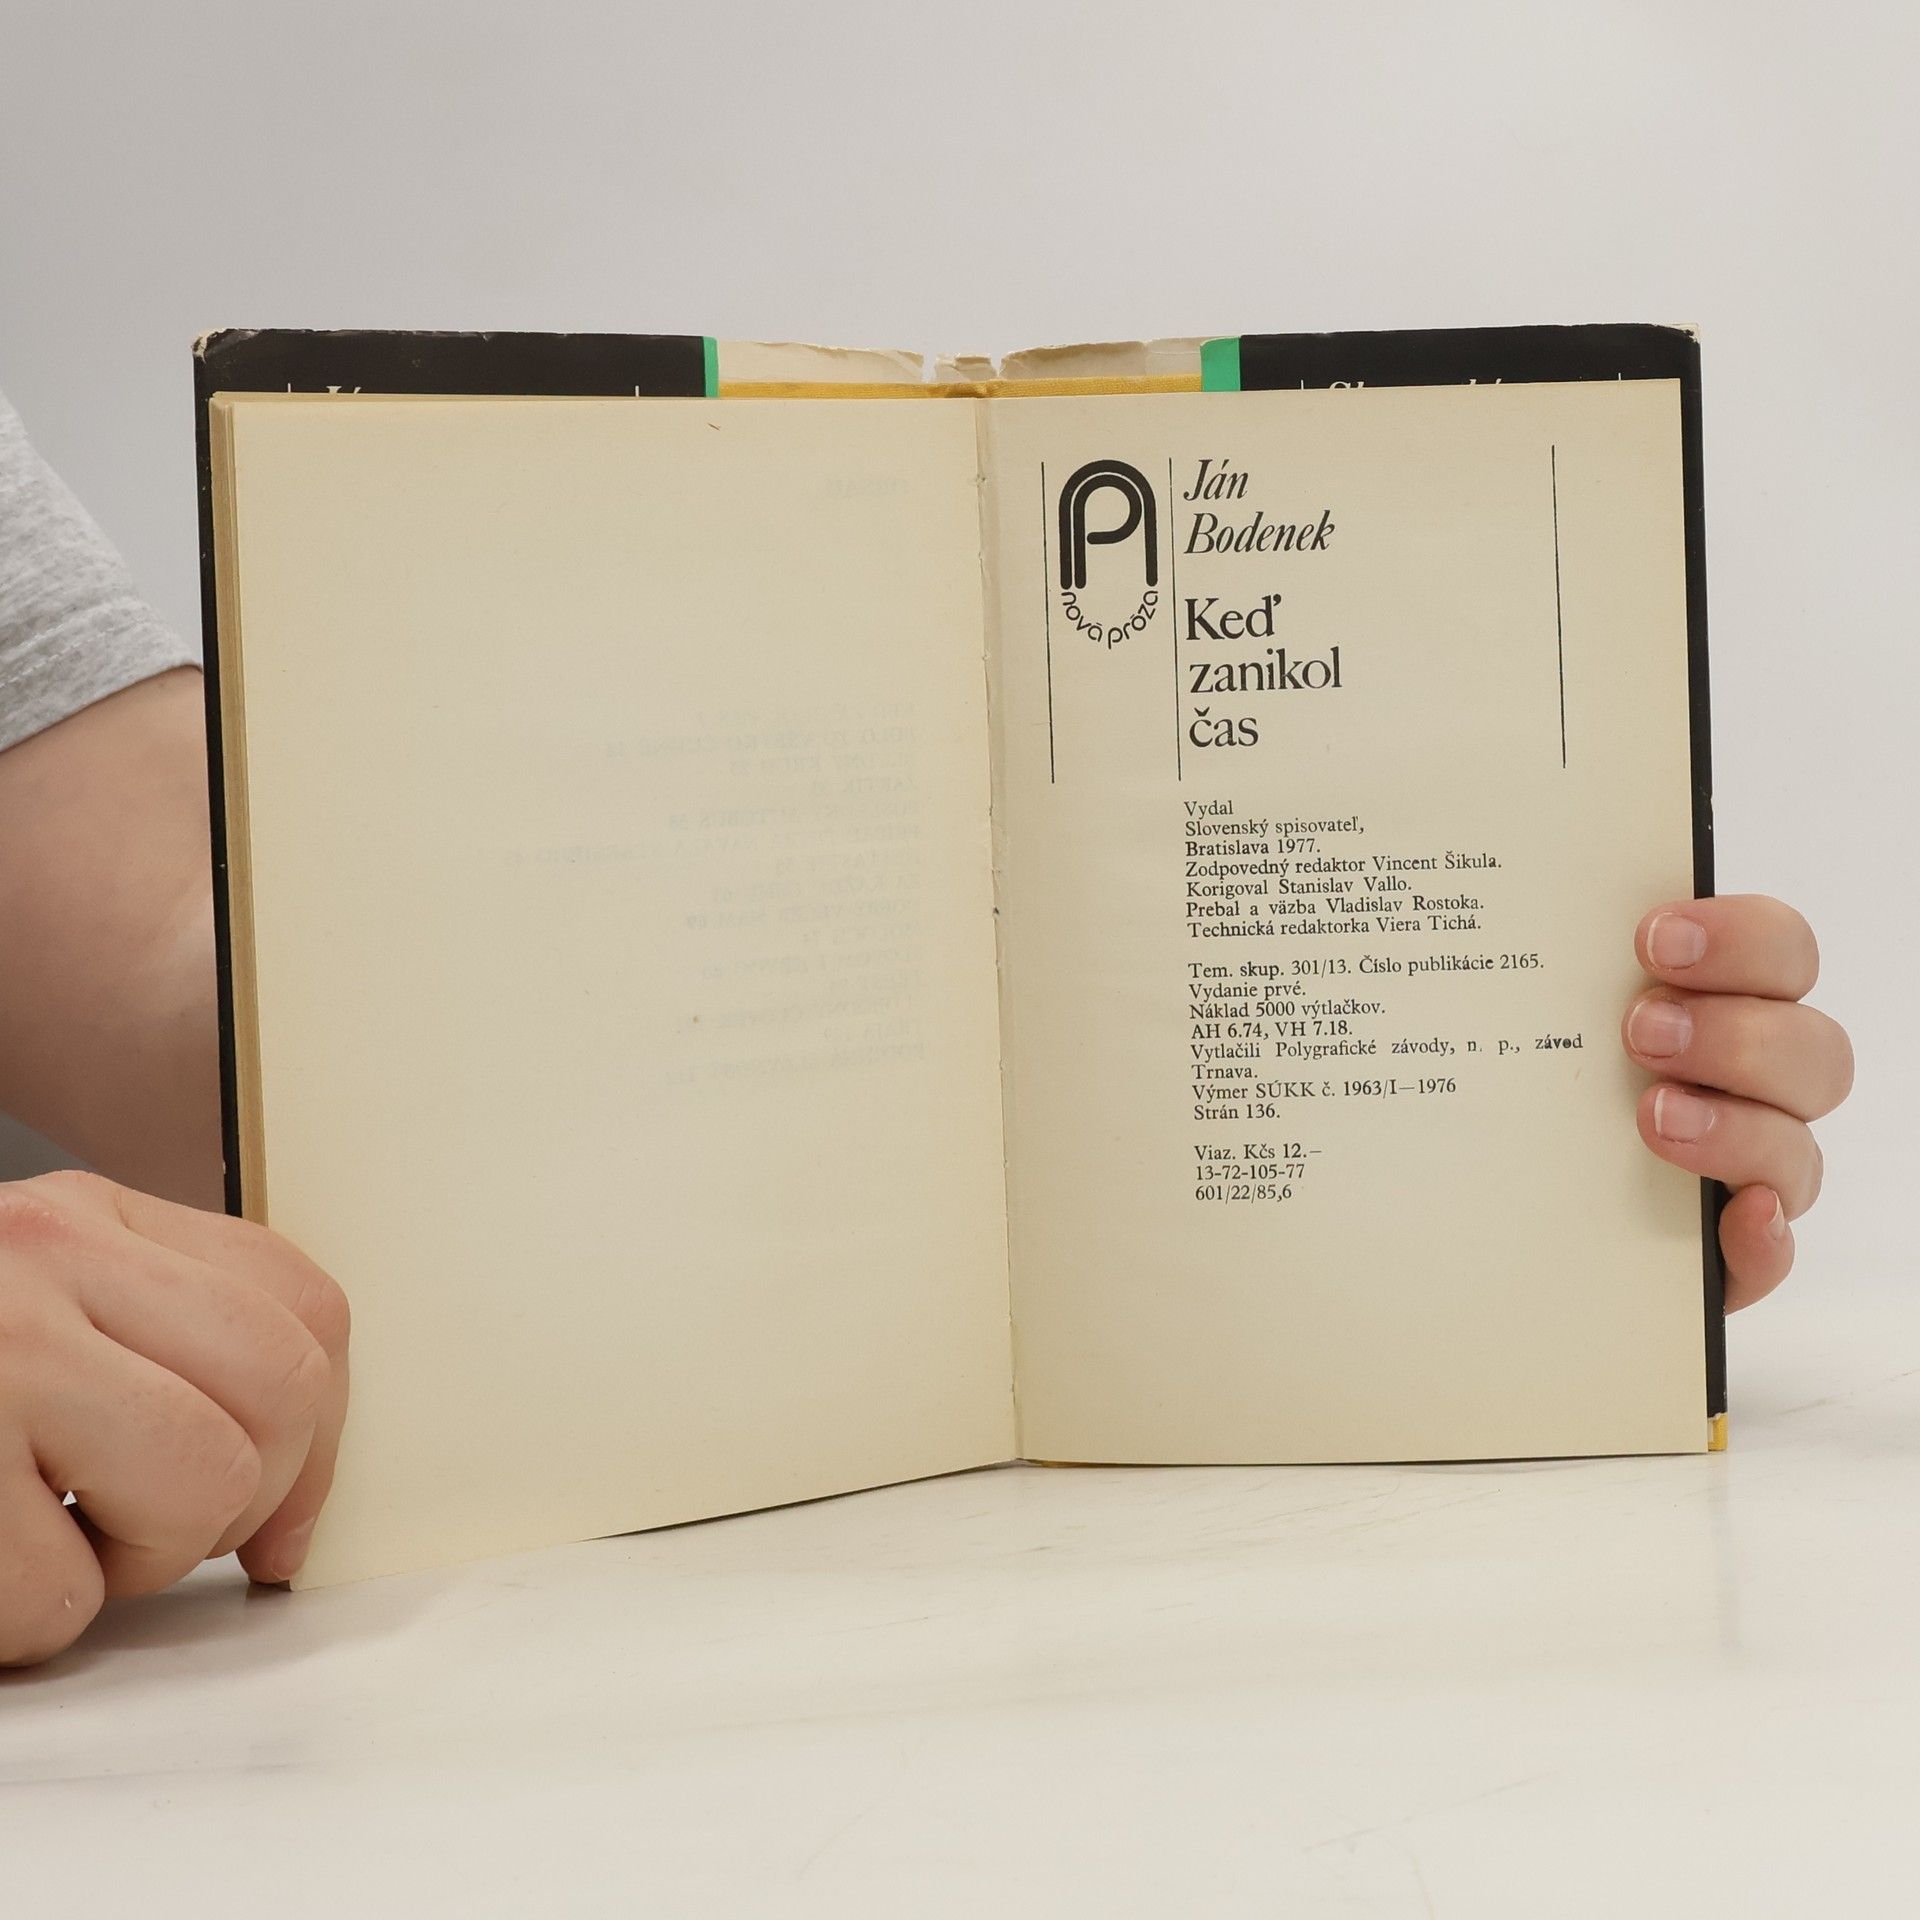 nová próza
Ján
Bodenek
Keď
zanikol
čas
Vydal
Slovenský spisovateľ,
Bratislava 1977.
Zodpovedný redaktor Vincent Šikula.
Korigoval Stanislav Vallo.
Prebal a väzba Vladislav Rostoka.
Technická redaktorka Viera Tichá.
Tem. skup. 301/13. Číslo publikácie 2165.
Vydanie prvé.
Náklad 5000 výtlačkov.
AH 6.74, VH 7.18.
Vytlačili Polygrafické závody, n. p., závod
Trnava.
Výmer SÚKK č. 1963/I—1976
Strán 136.
Viaz. Kčs 12.—
13-72-105-77
601/22/85,6